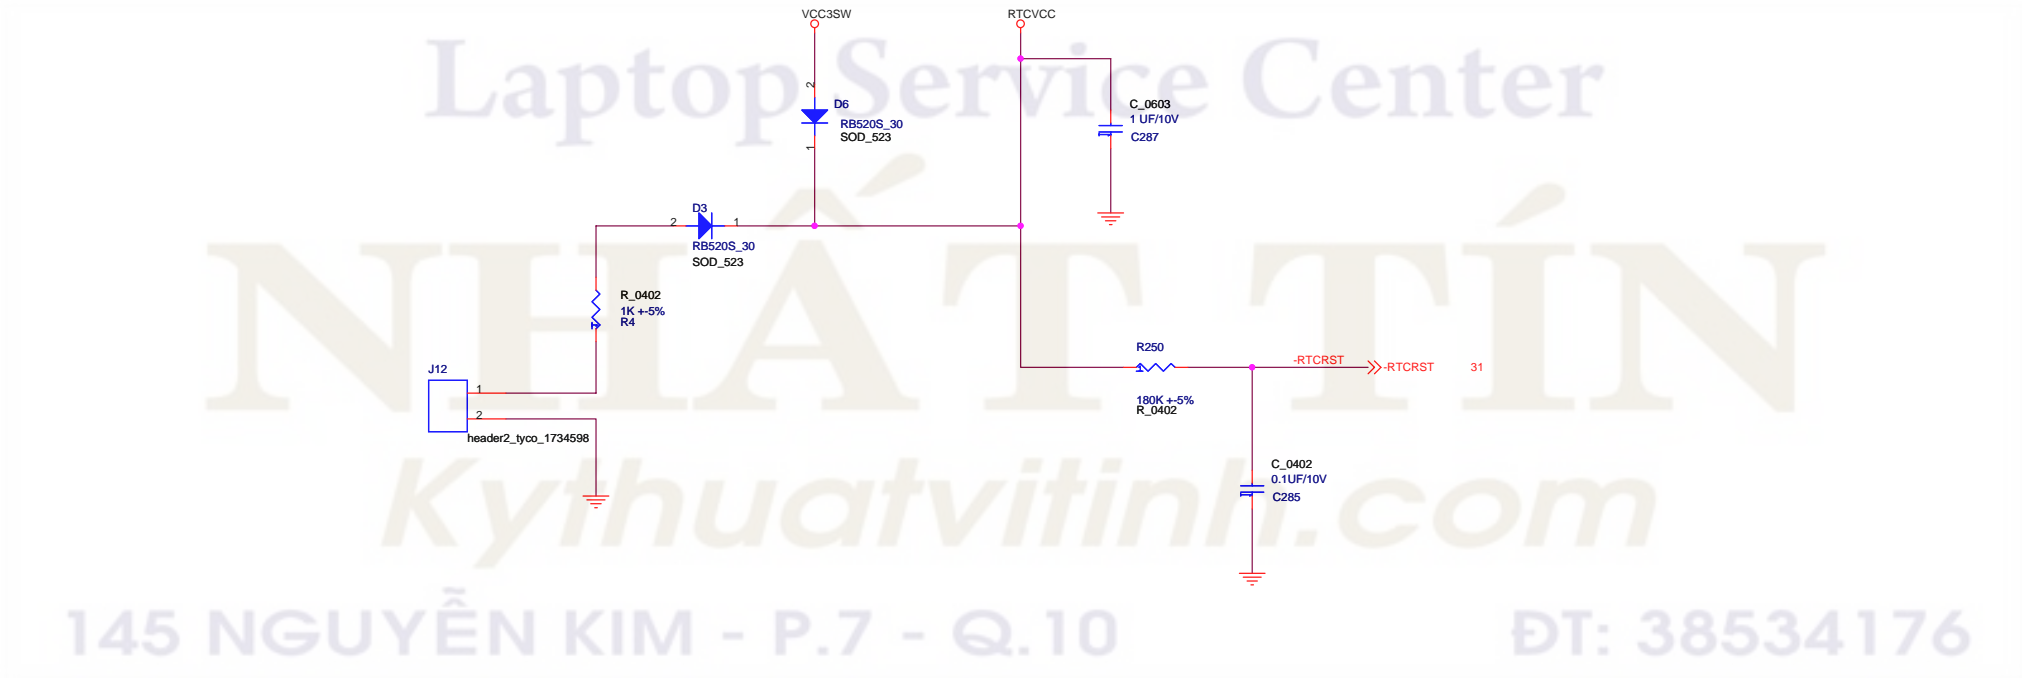 VCC3SW
RTCVCC
Laptop Service Center
2
D6
RB520S_30
SOD_523
1
C_0603
1 UF/10V
C287
D3
2
1
RB520S_30
SOD_523
NHẤT TÍN
R_0402
1K +-5%
R4
R250
1
-RTCRST
-RTCRST
31
180K +-5%
R_0402
J12
1
2
header2_tyco_1734598
Kythuatvitinh.com
C_0402
0.1UF/10V
C285
145 NGUYỄN KIM - P.7 - Q.10
ĐT: 38534176